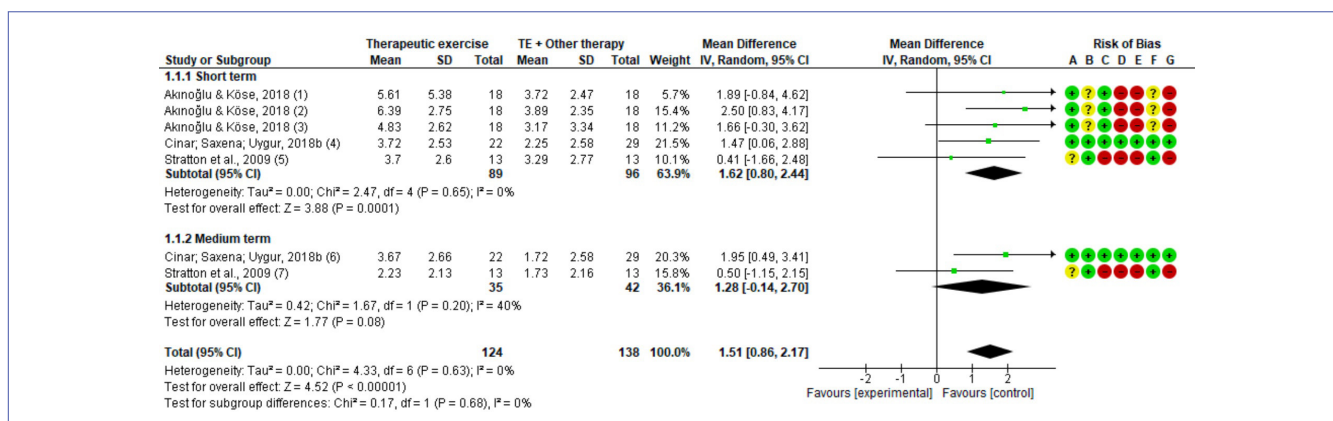 Therapeutic exercise TE + Other therapy Mean Difference Mean Difference Risk of Bias
Study or Subgroup Mean SD Total Mean SD Total Weight IV, Random, 95% CI IV, Random, 95% CI A B C D E F G
1.1.1 Short term
Akınoğlu & Köse, 2018 (1) 5.61 5.38 18 3.72 2.47 18 5.7% 1.89 [-0.84, 4.62] + ? + - - ? -
Akınoğlu & Köse, 2018 (2) 6.39 2.75 18 3.89 2.35 18 15.4% 2.50 [0.83, 4.17] + ? + - - ? -
Akınoğlu & Köse, 2018 (3) 4.83 2.62 18 3.17 3.34 18 11.2% 1.66 [-0.30, 3.62] + ? + - - ? -
Cinar; Saxena; Uygur, 2018b (4) 3.72 2.53 22 2.25 2.58 29 21.5% 1.47 [0.06, 2.88] + + + + + + +
Stratton et al., 2009 (5) 3.7 2.6 13 3.29 2.77 13 10.1% 0.41 [-1.66, 2.48] ? + - - - + -
Subtotal (95% CI) 89 96 63.9% 1.62 [0.80, 2.44]
Heterogeneity: Tau² = 0.00; Chi² = 2.47, df = 4 (P = 0.65); I² = 0%
Test for overall effect: Z = 3.88 (P = 0.0001)
1.1.2 Medium term
Cinar; Saxena; Uygur, 2018b (6) 3.67 2.66 22 1.72 2.58 29 20.3% 1.95 [0.49, 3.41] + + + + + + +
Stratton et al., 2009 (7) 2.23 2.13 13 1.73 2.16 13 15.8% 0.50 [-1.15, 2.15] ? + - - - + -
Subtotal (95% CI) 35 42 36.1% 1.28 [-0.14, 2.70]
Heterogeneity: Tau² = 0.42; Chi² = 1.67, df = 1 (P = 0.20); I² = 40%
Test for overall effect: Z = 1.77 (P = 0.08)
Total (95% CI) 124 138 100.0% 1.51 [0.86, 2.17]
Heterogeneity: Tau² = 0.00; Chi² = 4.33, df = 6 (P = 0.63); I² = 0%
Test for overall effect: Z = 4.52 (P < 0.00001)
Test for subgroup differences: Chi² = 0.17, df = 1 (P = 0.68), I² = 0%
-2 -1 0 1 2
Favours [experimental] Favours [control]